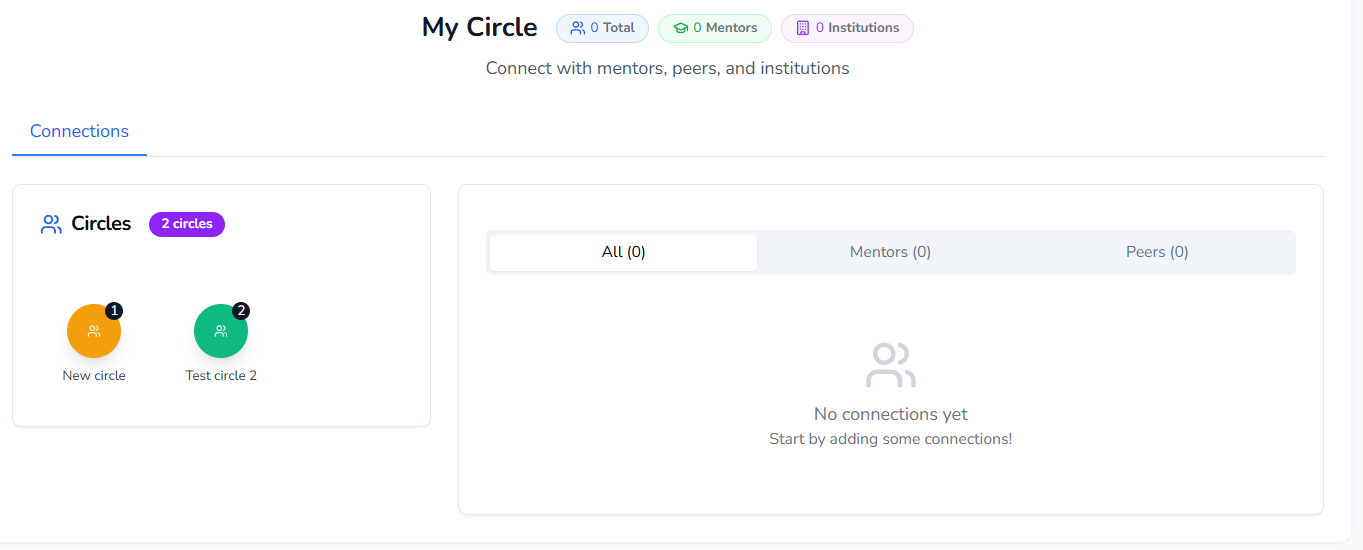 My Circle 0 Total 0 Mentors 0 Institutions
Connect with mentors, peers, and institutions
Connections
Circles 2 circles
1 2
New circle Test circle 2
All (0) Mentors (0) Peers (0)
No connections yet
Start by adding some connections!